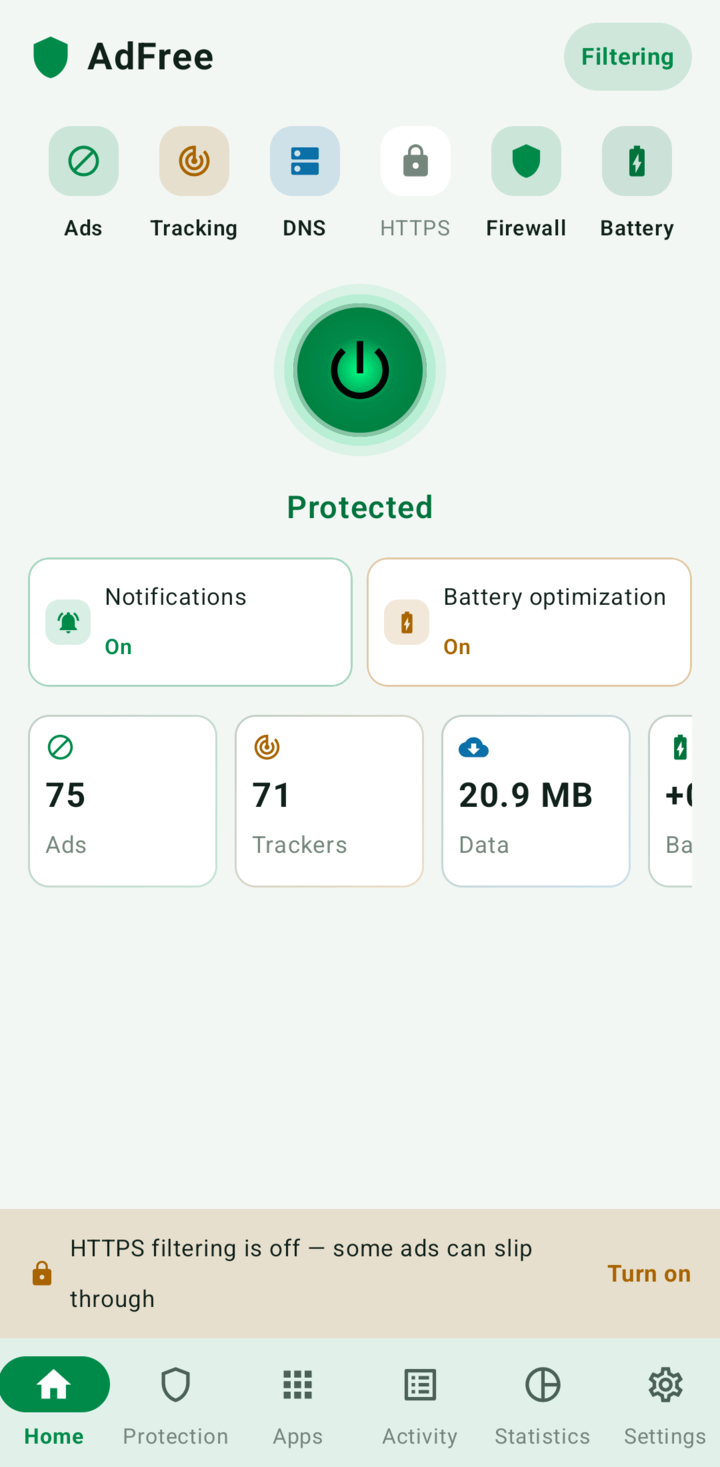 AdFree
Filtering
Ads
Tracking
DNS
HTTPS
Firewall
Battery
Protected
Notifications
On
Battery optimization
On
75
Ads
71
Trackers
20.9 MB
Data
HTTPS filtering is off — some ads can slip
through
Turn on
Home
Protection
Apps
Activity
Statistics
Settings